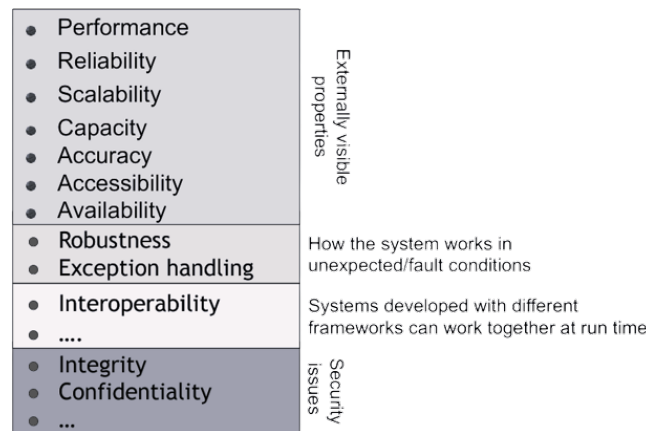 Performance
Reliability
Scalability
Capacity
Accuracy
Accessibility
Availability
Externally visible
properties
Robustness
Exception handling
How the system works in
unexpected/fault conditions
Interoperability
....
Systems developed with different
frameworks can work together at run time
Integrity
Confidentiality
...
Security
issues